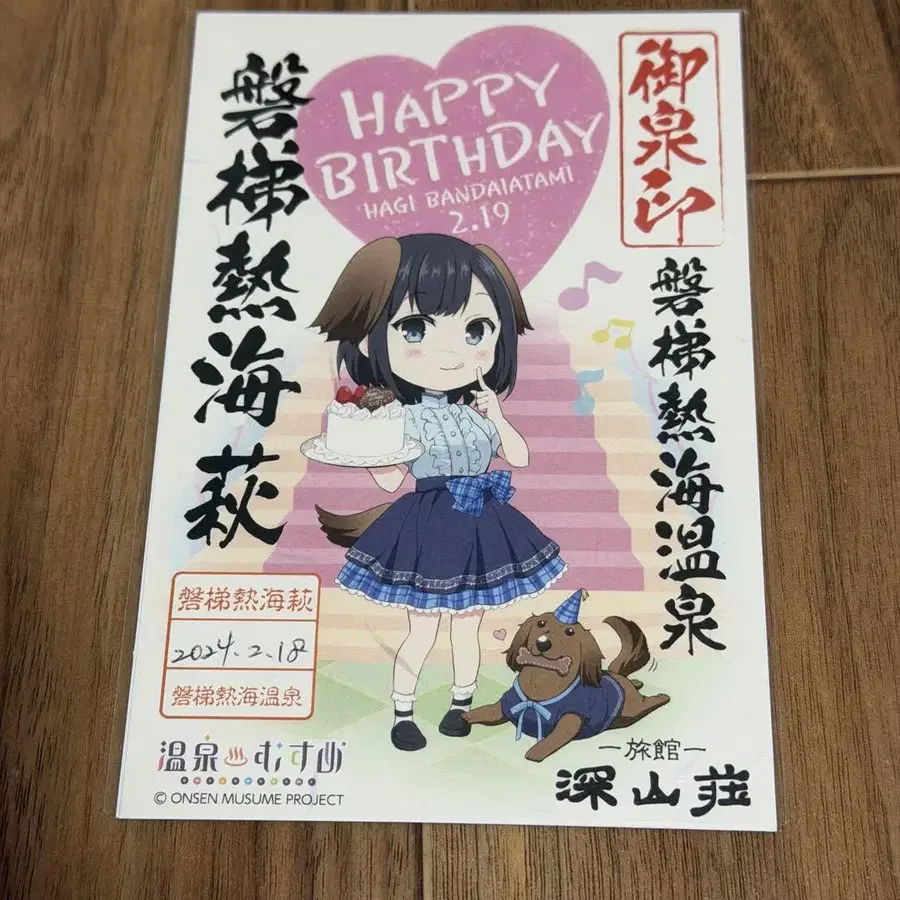 御泉印
磐梯熱海温泉
HAPPY
BIRTHDAY
HAGI BANDAIATAMI
2.19
磐梯熱海萩
磐梯熱海萩
2024.2.18
磐梯熱海温泉
温泉むすめ
© ONSEN MUSUME PROJECT
ー旅館ー
深山荘